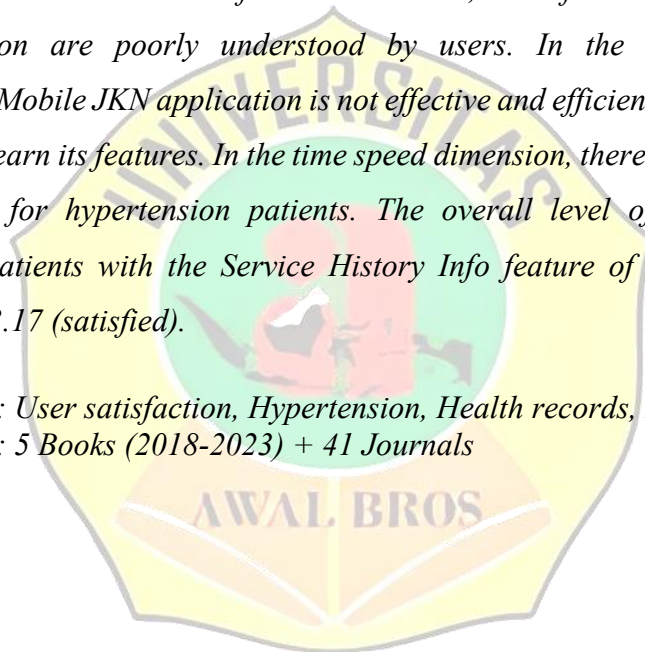 on are poorly understood by users. In the
Mobile JKN application is not effective and efficien
earn its features. In the time speed dimension, there
for hypertension patients. The overall level o
atients with the Service History Info feature of
.17 (satisfied).
: User satisfaction, Hypertension, Health records,
: 5 Books (2018-2023) + 41 Journals
UNIVERSITAS
a
AWAL BROS